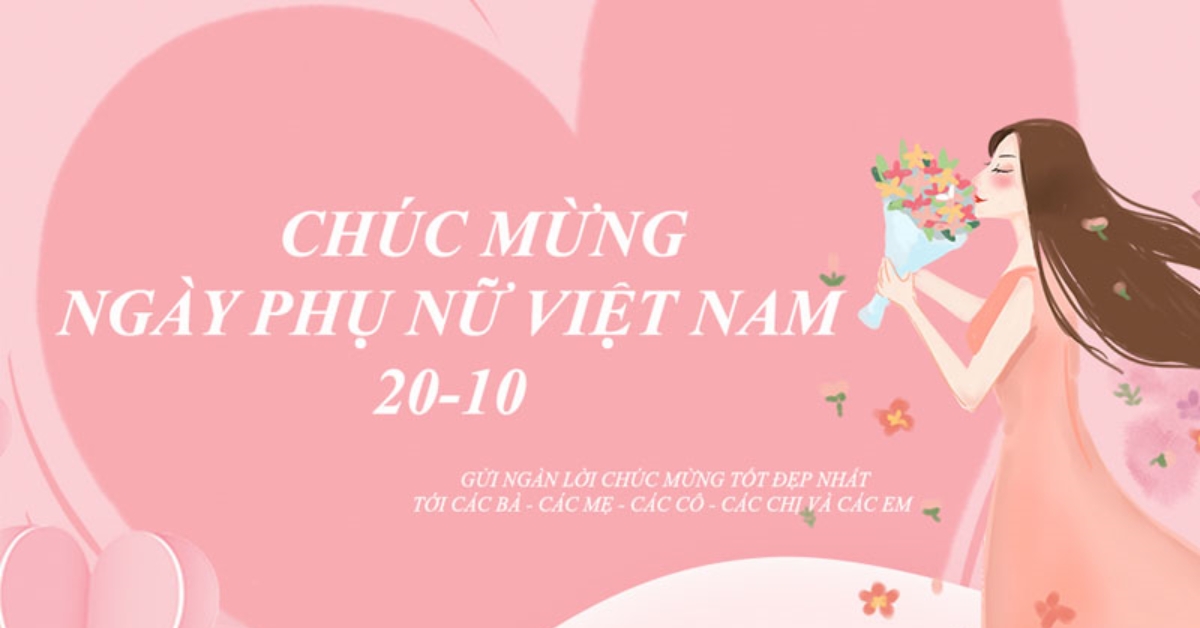 CHÚC MỪNG
NGÀY PHỤ NỮ VIỆT NAM
20-10
GỬI NGÀN LỜI CHÚC MỪNG TỐT ĐẸP NHẤT
TỚI CÁC BÀ - CÁC MẸ - CÁC CÔ - CÁC CHỊ VÀ CÁC EM